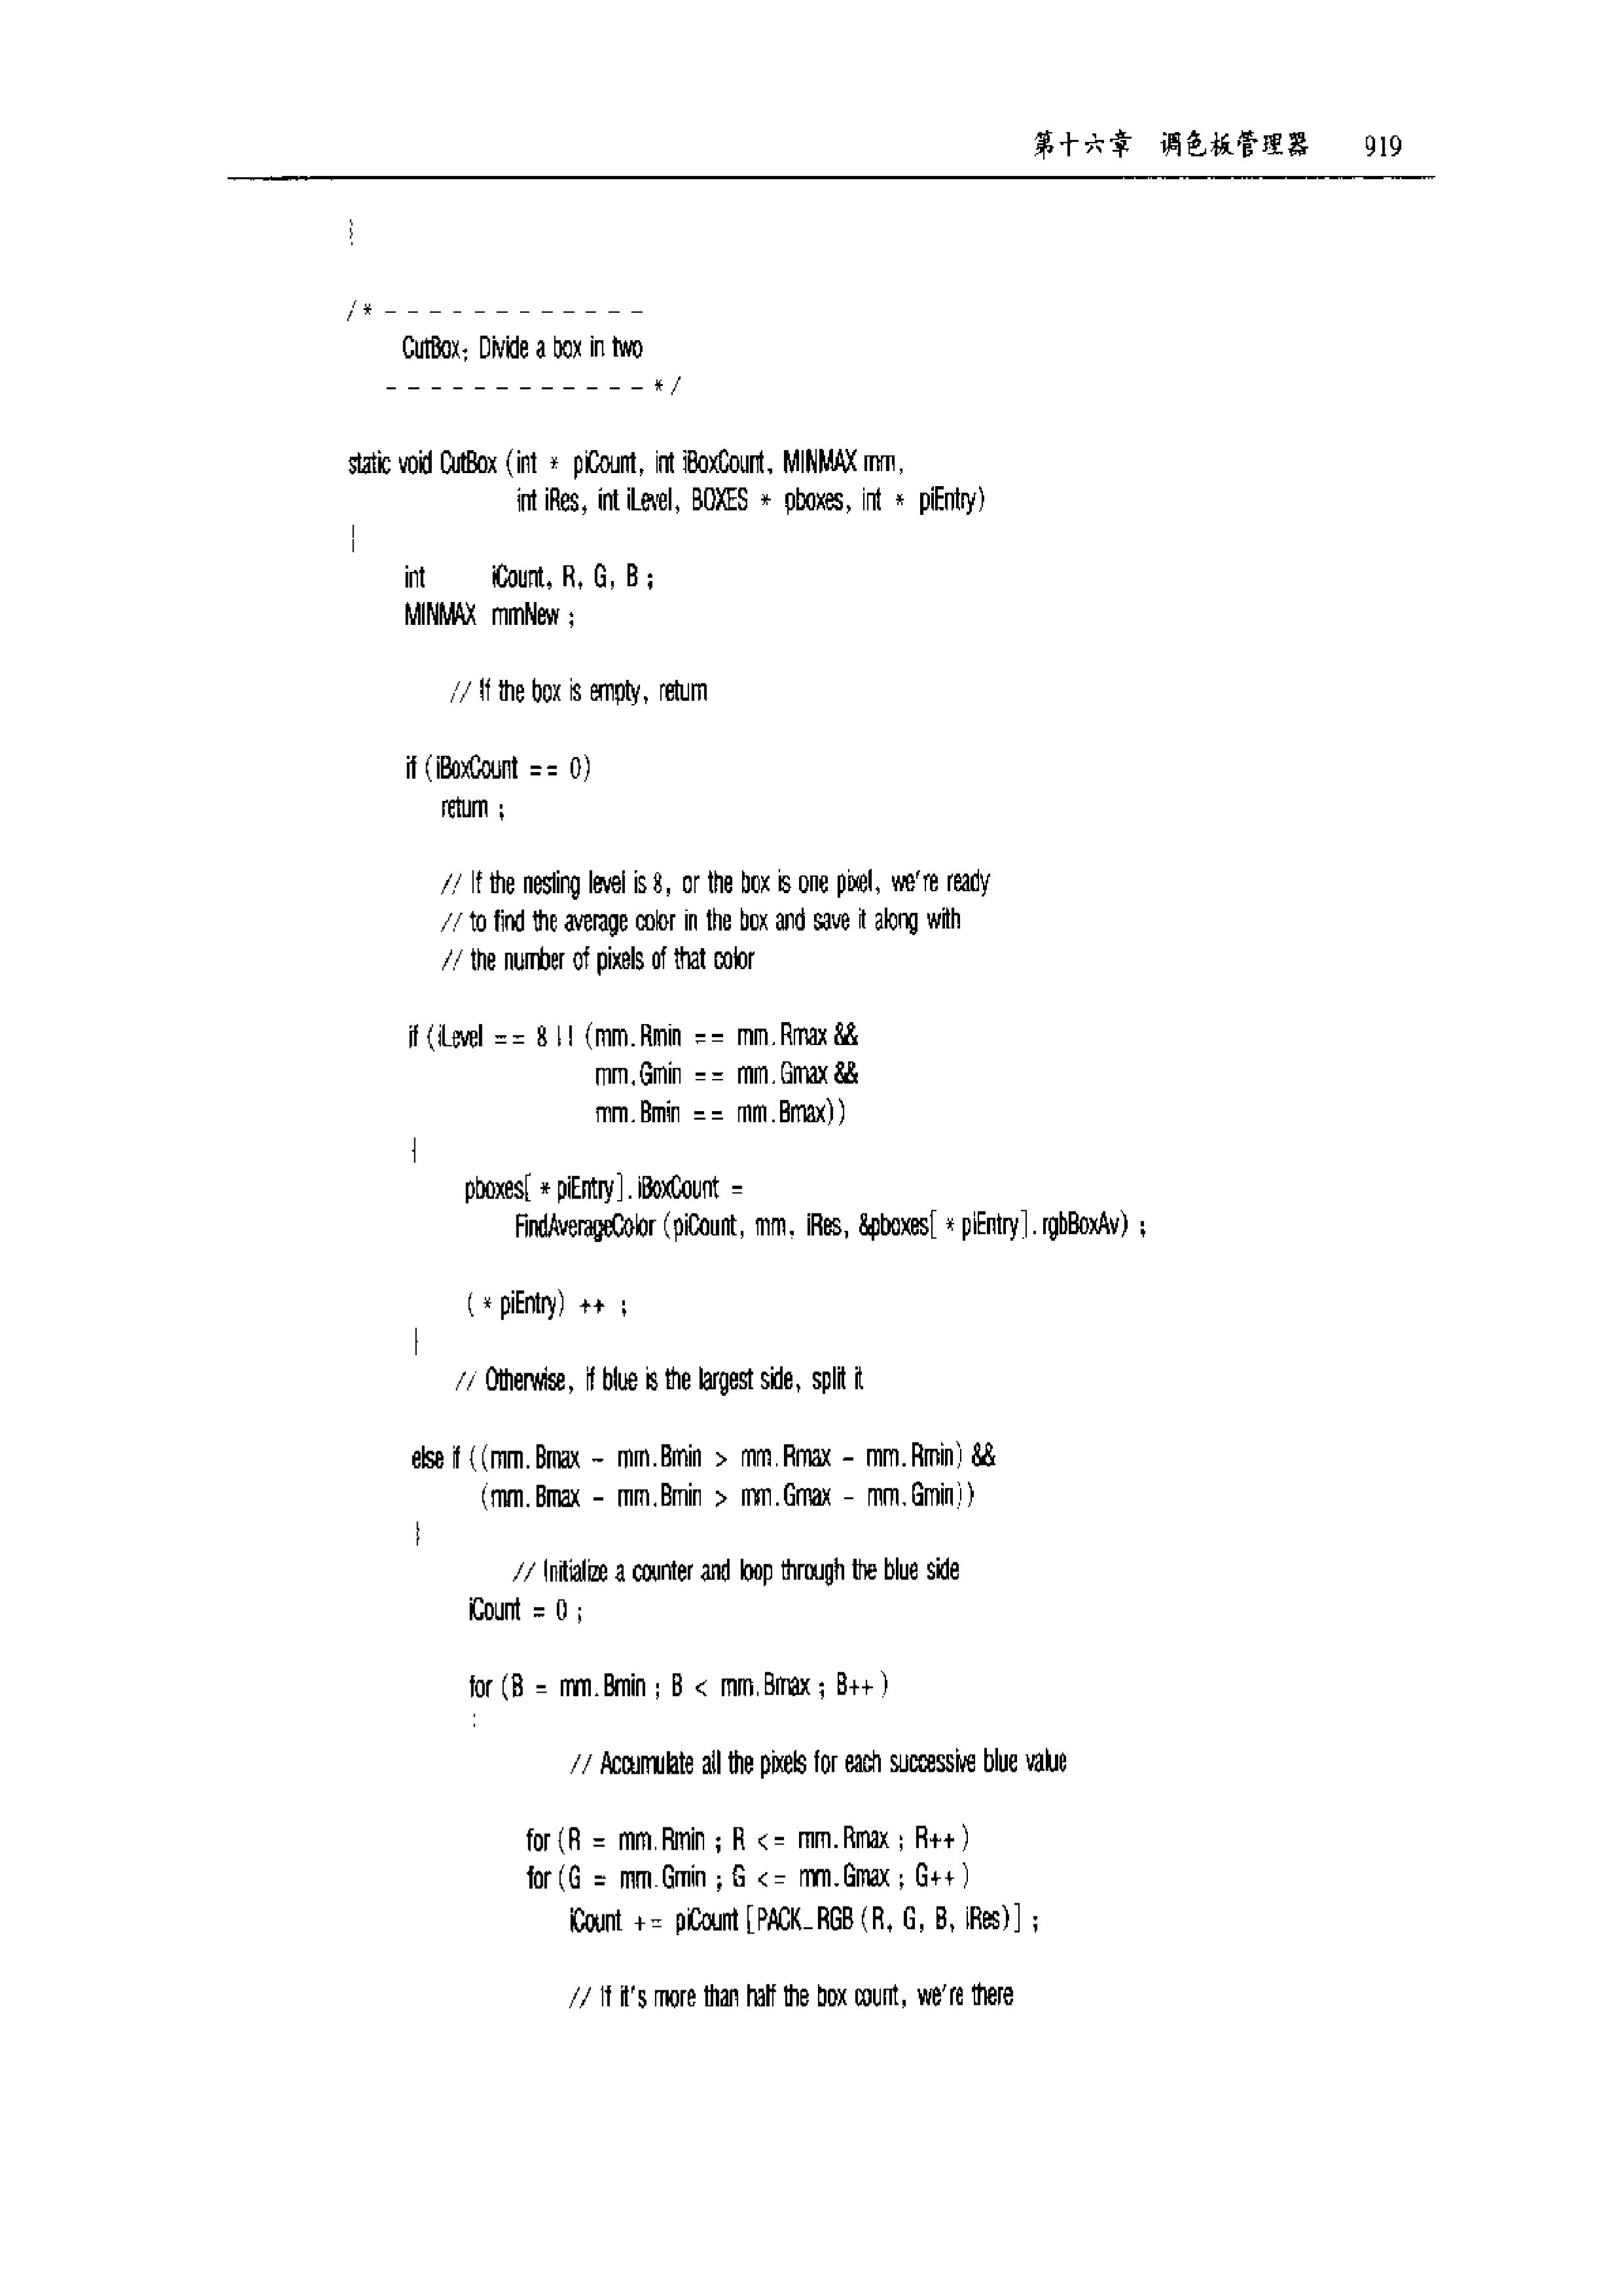 第十六章 调色板管理器 919
}
/* - - - - - - - - - - - -
CutBox: Divide a box in two
- - - - - - - - - - - - */
static void CutBox (int * piCount, int iBoxCount, MINMAX mm,
int iRes, int iLevel, BOXES * pboxes, int * piEntry)
{
int iCount, R, G, B ;
MINMAX mmNew ;
// If the box is empty, return
if (iBoxCount == 0)
return ;
// If the nesting level is 8, or the box is one pixel, we're ready
// to find the average color in the box and save it along with
// the number of pixels of that color
if (iLevel == 8 || (mm.Rmin == mm.Rmax &&
mm.Gmin == mm.Gmax &&
mm.Bmin == mm.Bmax))
{
pboxes[ * piEntry].iBoxCount =
FindAverageColor (piCount, mm, iRes, &pboxes[ * piEntry].rgbBoxAv) ;
( * piEntry) ++ ;
}
// Otherwise, if blue is the largest side, split it
else if ((mm.Bmax - mm.Bmin > mm.Rmax - mm.Rmin) &&
(mm.Bmax - mm.Bmin > mm.Gmax - mm.Gmin))
{
// Initialize a counter and loop through the blue side
iCount = 0 ;
for (B = mm.Bmin ; B < mm.Bmax ; B++ )
{
// Accumulate all the pixels for each successive blue value
for (R = mm.Rmin ; R <= mm.Rmax ; R++ )
for (G = mm.Gmin ; G <= mm.Gmax ; G++ )
iCount += piCount [PACK_RGB (R, G, B, iRes)] ;
// If it's more than half the box count, we're there